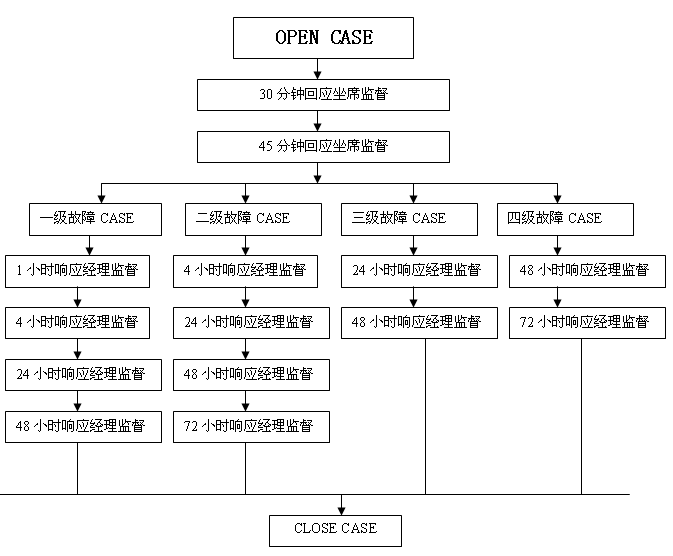 OPEN CASE
30 分钟回应坐席监督
45 分钟回应坐席监督
一级故障 CASE
二级故障 CASE
三级故障 CASE
四级故障 CASE
1 小时响应经理监督
4 小时响应经理监督
24 小时响应经理监督
48 小时响应经理监督
4 小时响应经理监督
24 小时响应经理监督
48 小时响应经理监督
72 小时响应经理监督
24 小时响应经理监督
48 小时响应经理监督
48 小时响应经理监督
72 小时响应经理监督
CLOSE CASE